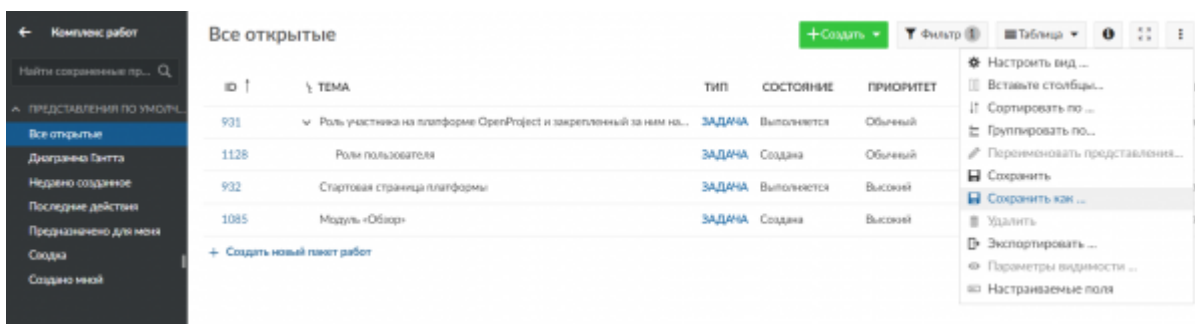 Комплекс работ
Найти сохраненные пр...
ПРЕДСТАВЛЕНИЯ ПО УМОЛЧ...
Все открытые
Диаграмма Гантта
Недавно созданное
Последние действия
Предназначено для меня
Сводка
Создано мной
Все открытые
+ Создать
Фильтр 1
Таблица
ID ТЕМА ТИП СОСТОЯНИЕ ПРИОРИТЕТ
931 Роль участника на платформе OpenProject и закрепленный за ним на... ЗАДАЧА Выполняется Обычный
1128 Роли пользователя ЗАДАЧА Создана Обычный
932 Стартовая страница платформы ЗАДАЧА Выполняется Высокий
1085 Модуль «Обзор» ЗАДАЧА Создана Высокий
+ Создать новый пакет работ
Настроить вид ...
Вставьте столбцы...
Сортировать по ...
Группировать по...
Переименовать представления...
Сохранить
Сохранить как ...
Удалить
Экспортировать ...
Параметры видимости ...
Настраиваемые поля